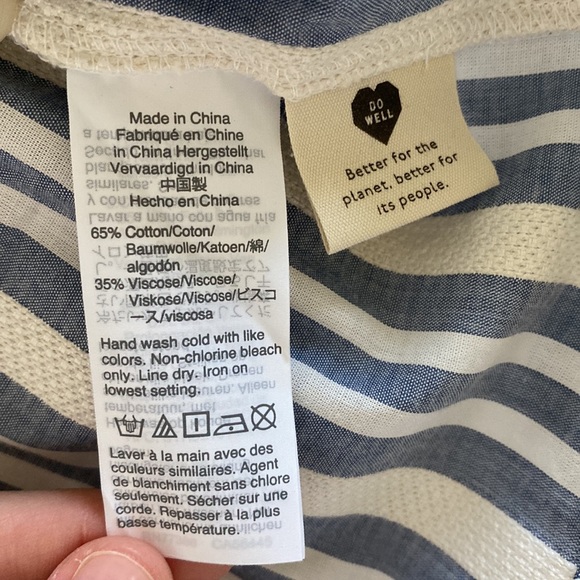 Made in China
Fabriqué en Chine
in China Hergestellt
Vervaardigd in China
中国製
Hecho en China
65% Cotton/Coton/
Baumwolle/Katoen/綿/
algodón
35% Viscose/Viscose/
Viskose/Viscose/ビスコ
ース/viscosa
Hand wash cold with like
colors. Non-chlorine bleach
only. Line dry. Iron on
lowest setting.
Laver à la main avec des
couleurs similaires. Agent
de blanchiment sans chlore
seulement. Sécher sur une
corde. Repasser à la plus
basse température.
DO
WELL
Better for the
planet, better for
its people.